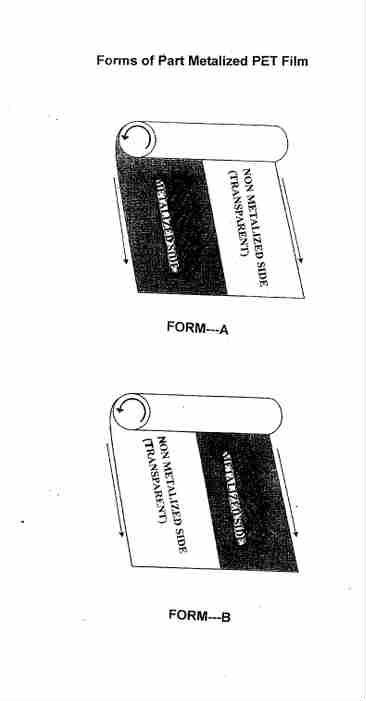 Forms of Part Metalized PET Film
METALIZED SIDE
NON METALIZED SIDE
(TRANSPARENT)
FORM---A
NON METALIZED SIDE
(TRANSPARENT)
METALIZED SIDE
FORM---B